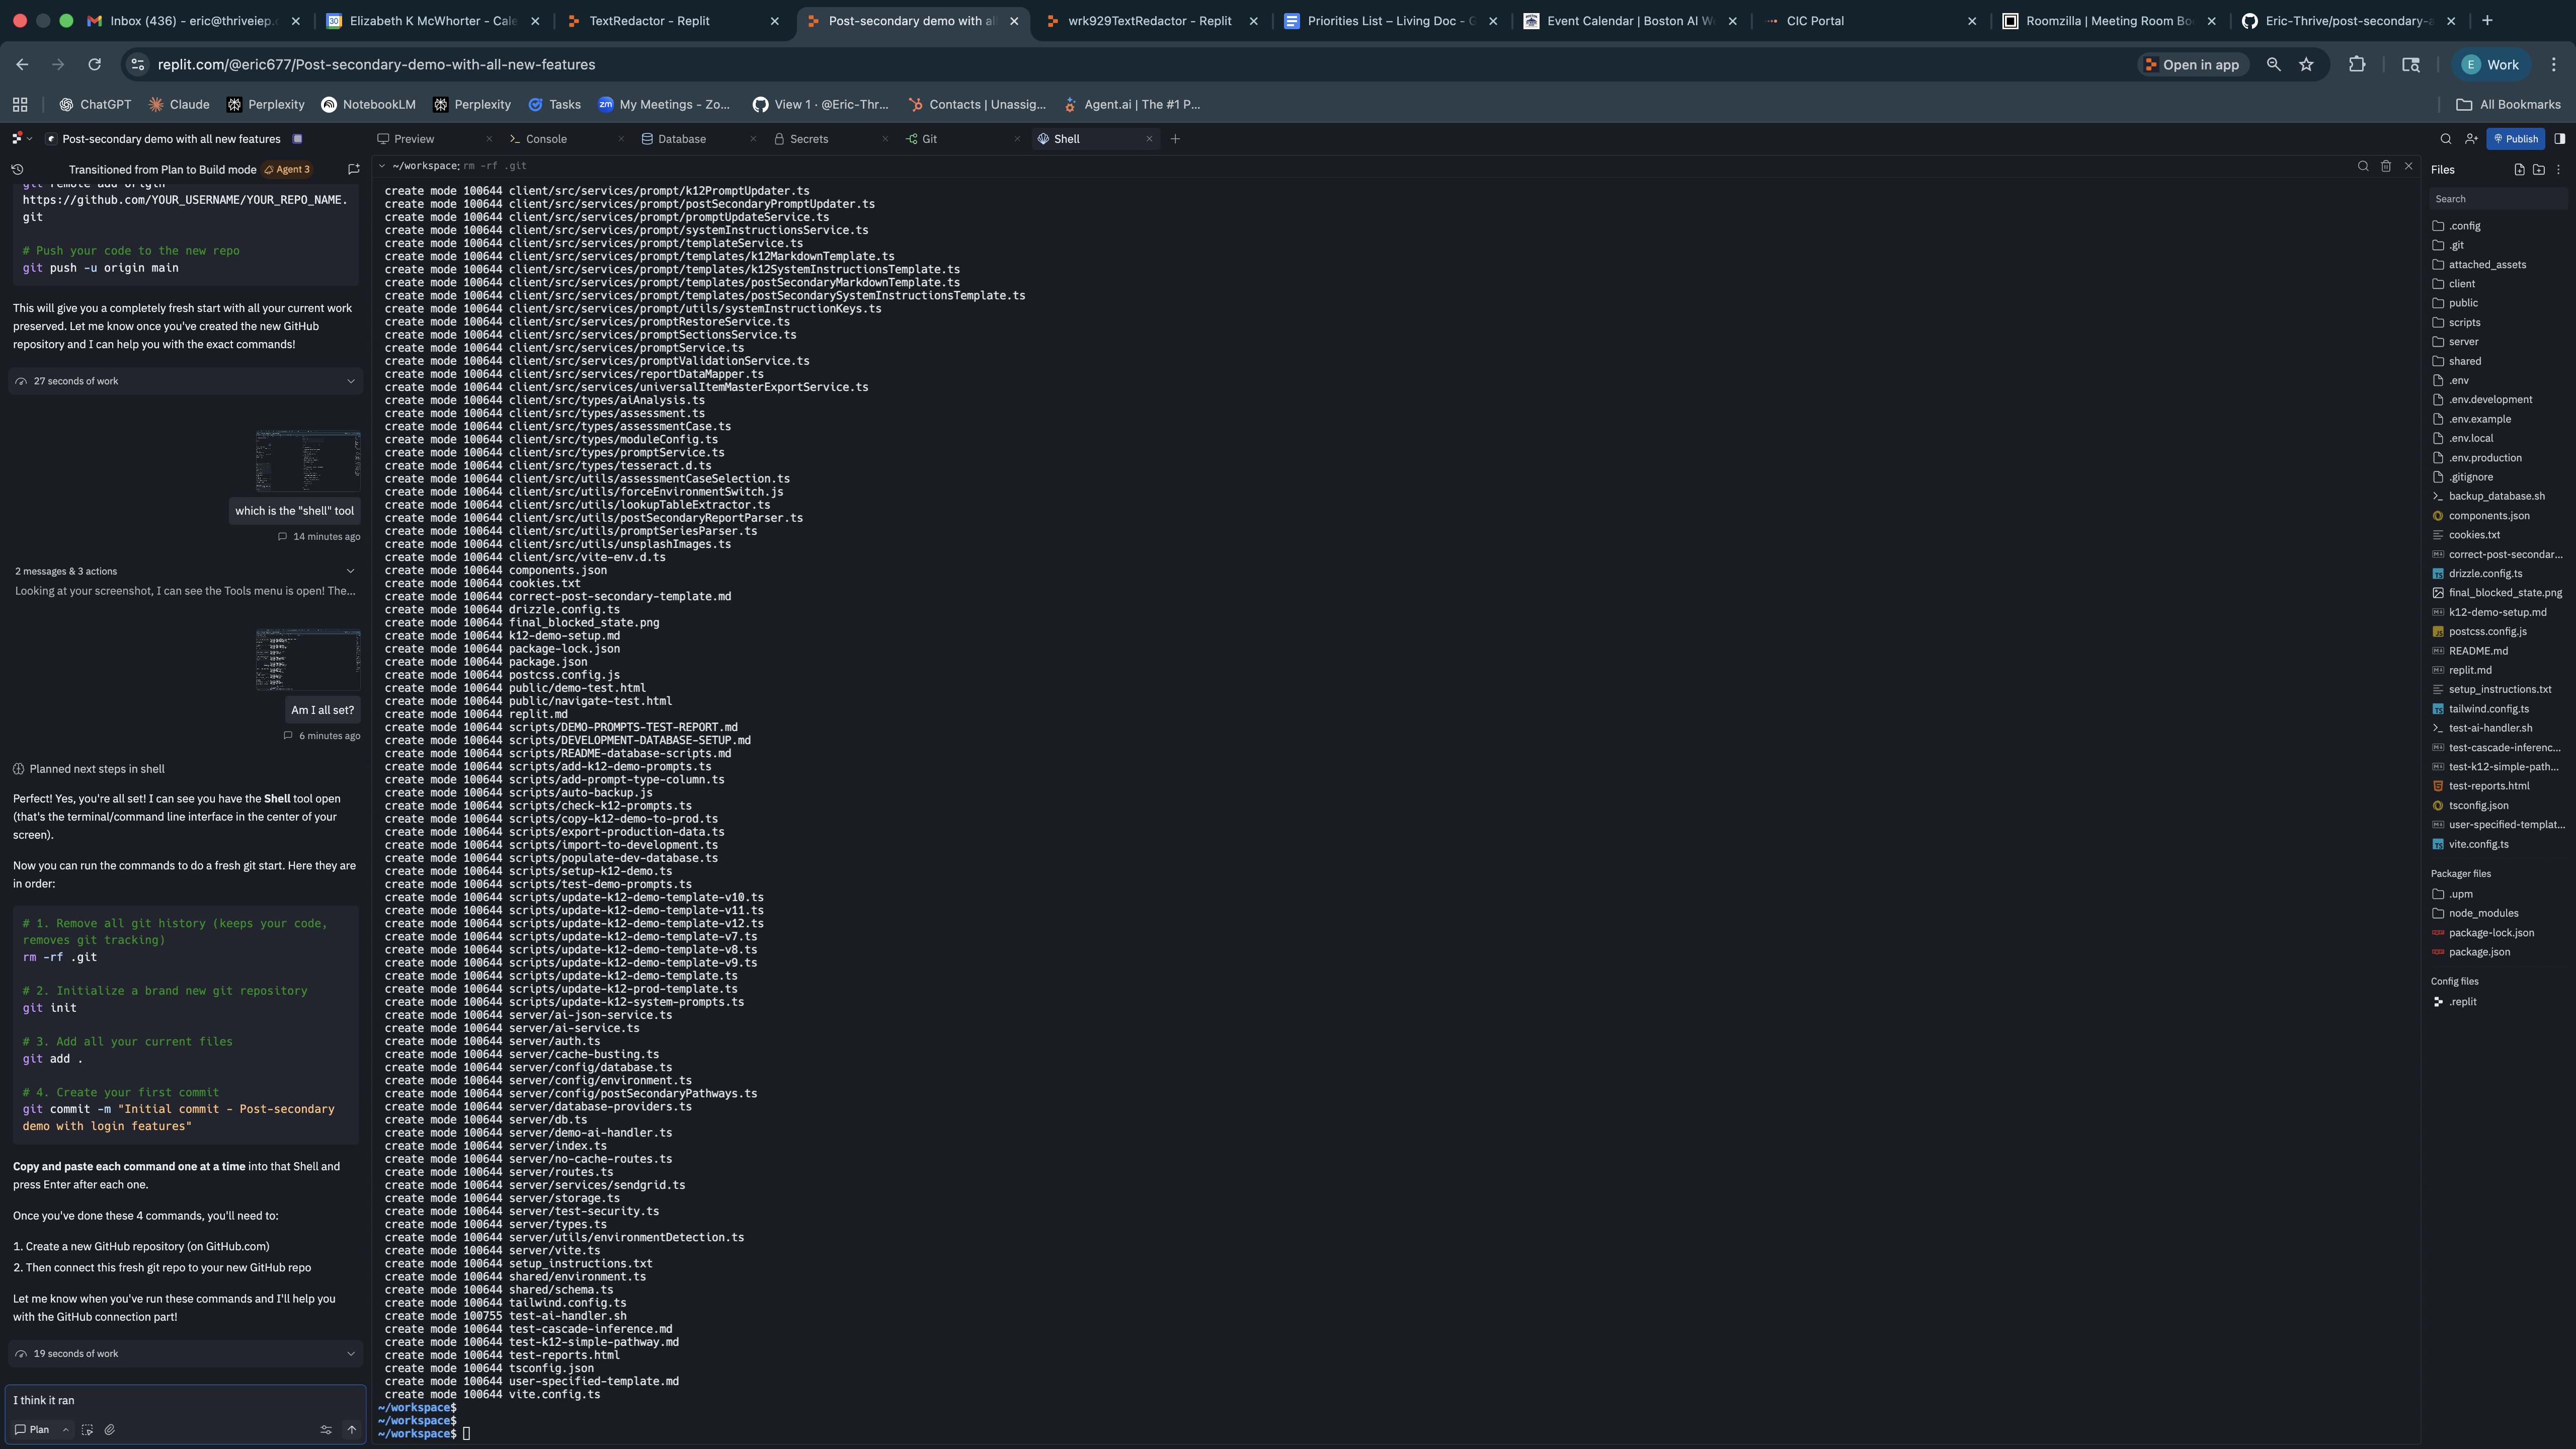 Inbox (436) - eric@thriveiep.c
Elizabeth K McWhorter - Cale
TextRedactor - Replit
Post-secondary demo with all
wrk929TextRedactor - Replit
Priorities List – Living Doc - G
Event Calendar | Boston AI W
CIC Portal
Roomzilla | Meeting Room Bo
Eric-Thrive/post-secondary-a
replit.com/@eric677/Post-secondary-demo-with-all-new-features
Open in app
E Work
ChatGPT
Claude
Perplexity
NotebookLM
Perplexity
Tasks
zm My Meetings - Zo...
View 1 · @Eric-Thr...
Contacts | Unassig...
Agent.ai | The #1 P...
All Bookmarks
Post-secondary demo with all new features
Preview
Console
Database
Secrets
Git
Shell
Publish
Transitioned from Plan to Build mode
Agent 3
git remote add origin
https://github.com/YOUR_USERNAME/YOUR_REPO_NAME.
git
# Push your code to the new repo
git push -u origin main
This will give you a completely fresh start with all your current work
preserved. Let me know once you've created the new GitHub
repository and I can help you with the exact commands!
27 seconds of work
which is the "shell" tool
14 minutes ago
2 messages & 3 actions
Looking at your screenshot, I can see the Tools menu is open! The...
Am I all set?
6 minutes ago
Planned next steps in shell
Perfect! Yes, you're all set! I can see you have the Shell tool open
(that's the terminal/command line interface in the center of your
screen).
Now you can run the commands to do a fresh git start. Here they are
in order:
# 1. Remove all git history (keeps your code,
removes git tracking)
rm -rf .git
# 2. Initialize a brand new git repository
git init
# 3. Add all your current files
git add .
# 4. Create your first commit
git commit -m "Initial commit - Post-secondary
demo with login features"
Copy and paste each command one at a time into that Shell and
press Enter after each one.
Once you've done these 4 commands, you'll need to:
1. Create a new GitHub repository (on GitHub.com)
2. Then connect this fresh git repo to your new GitHub repo
Let me know when you've run these commands and I'll help you
with the GitHub connection part!
19 seconds of work
I think it ran
Plan
~/workspace: rm -rf .git
create mode 100644 client/src/services/prompt/k12PromptUpdater.ts
create mode 100644 client/src/services/prompt/postSecondaryPromptUpdater.ts
create mode 100644 client/src/services/prompt/promptUpdateService.ts
create mode 100644 client/src/services/prompt/systemInstructionsService.ts
create mode 100644 client/src/services/prompt/templateService.ts
create mode 100644 client/src/services/prompt/templates/k12MarkdownTemplate.ts
create mode 100644 client/src/services/prompt/templates/k12SystemInstructionsTemplate.ts
create mode 100644 client/src/services/prompt/templates/postSecondaryMarkdownTemplate.ts
create mode 100644 client/src/services/prompt/templates/postSecondarySystemInstructionsTemplate.ts
create mode 100644 client/src/services/prompt/utils/systemInstructionKeys.ts
create mode 100644 client/src/services/promptRestoreService.ts
create mode 100644 client/src/services/promptSectionsService.ts
create mode 100644 client/src/services/promptService.ts
create mode 100644 client/src/services/promptValidationService.ts
create mode 100644 client/src/services/reportDataMapper.ts
create mode 100644 client/src/services/universalItemMasterExportService.ts
create mode 100644 client/src/types/aiAnalysis.ts
create mode 100644 client/src/types/assessment.ts
create mode 100644 client/src/types/assessmentCase.ts
create mode 100644 client/src/types/moduleConfig.ts
create mode 100644 client/src/types/promptService.ts
create mode 100644 client/src/types/tesseract.d.ts
create mode 100644 client/src/utils/assessmentCaseSelection.ts
create mode 100644 client/src/utils/forceEnvironmentSwitch.js
create mode 100644 client/src/utils/lookupTableExtractor.ts
create mode 100644 client/src/utils/postSecondaryReportParser.ts
create mode 100644 client/src/utils/promptSeriesParser.ts
create mode 100644 client/src/utils/unsplashImages.ts
create mode 100644 client/src/vite-env.d.ts
create mode 100644 components.json
create mode 100644 cookies.txt
create mode 100644 correct-post-secondary-template.md
create mode 100644 drizzle.config.ts
create mode 100644 final_blocked_state.png
create mode 100644 k12-demo-setup.md
create mode 100644 package-lock.json
create mode 100644 package.json
create mode 100644 postcss.config.js
create mode 100644 public/demo-test.html
create mode 100644 public/navigate-test.html
create mode 100644 replit.md
create mode 100644 scripts/DEMO-PROMPTS-TEST-REPORT.md
create mode 100644 scripts/DEVELOPMENT-DATABASE-SETUP.md
create mode 100644 scripts/README-database-scripts.md
create mode 100644 scripts/add-k12-demo-prompts.ts
create mode 100644 scripts/add-prompt-type-column.ts
create mode 100644 scripts/auto-backup.js
create mode 100644 scripts/check-k12-prompts.ts
create mode 100644 scripts/copy-k12-demo-to-prod.ts
create mode 100644 scripts/export-production-data.ts
create mode 100644 scripts/import-to-development.ts
create mode 100644 scripts/populate-dev-database.ts
create mode 100644 scripts/setup-k12-demo.ts
create mode 100644 scripts/test-demo-prompts.ts
create mode 100644 scripts/update-k12-demo-template-v10.ts
create mode 100644 scripts/update-k12-demo-template-v11.ts
create mode 100644 scripts/update-k12-demo-template-v12.ts
create mode 100644 scripts/update-k12-demo-template-v7.ts
create mode 100644 scripts/update-k12-demo-template-v8.ts
create mode 100644 scripts/update-k12-demo-template-v9.ts
create mode 100644 scripts/update-k12-demo-template.ts
create mode 100644 scripts/update-k12-prod-template.ts
create mode 100644 scripts/update-k12-system-prompts.ts
create mode 100644 server/ai-json-service.ts
create mode 100644 server/ai-service.ts
create mode 100644 server/auth.ts
create mode 100644 server/cache-busting.ts
create mode 100644 server/config/database.ts
create mode 100644 server/config/environment.ts
create mode 100644 server/config/postSecondaryPathways.ts
create mode 100644 server/database-providers.ts
create mode 100644 server/db.ts
create mode 100644 server/demo-ai-handler.ts
create mode 100644 server/index.ts
create mode 100644 server/no-cache-routes.ts
create mode 100644 server/routes.ts
create mode 100644 server/services/sendgrid.ts
create mode 100644 server/storage.ts
create mode 100644 server/test-security.ts
create mode 100644 server/types.ts
create mode 100644 server/utils/environmentDetection.ts
create mode 100644 server/vite.ts
create mode 100644 setup_instructions.txt
create mode 100644 shared/environment.ts
create mode 100644 shared/schema.ts
create mode 100644 tailwind.config.ts
create mode 100755 test-ai-handler.sh
create mode 100644 test-cascade-inference.md
create mode 100644 test-k12-simple-pathway.md
create mode 100644 test-reports.html
create mode 100644 tsconfig.json
create mode 100644 user-specified-template.md
create mode 100644 vite.config.ts
~/workspace$
~/workspace$
~/workspace$
Files
Search
.config
.git
attached_assets
client
public
scripts
server
shared
.env
.env.development
.env.example
.env.local
.env.production
.gitignore
backup_database.sh
components.json
cookies.txt
correct-post-secondar...
drizzle.config.ts
final_blocked_state.png
k12-demo-setup.md
postcss.config.js
README.md
replit.md
setup_instructions.txt
tailwind.config.ts
test-ai-handler.sh
test-cascade-inferenc...
test-k12-simple-path...
test-reports.html
tsconfig.json
user-specified-templat...
vite.config.ts
Packager files
.upm
node_modules
package-lock.json
package.json
Config files
.replit